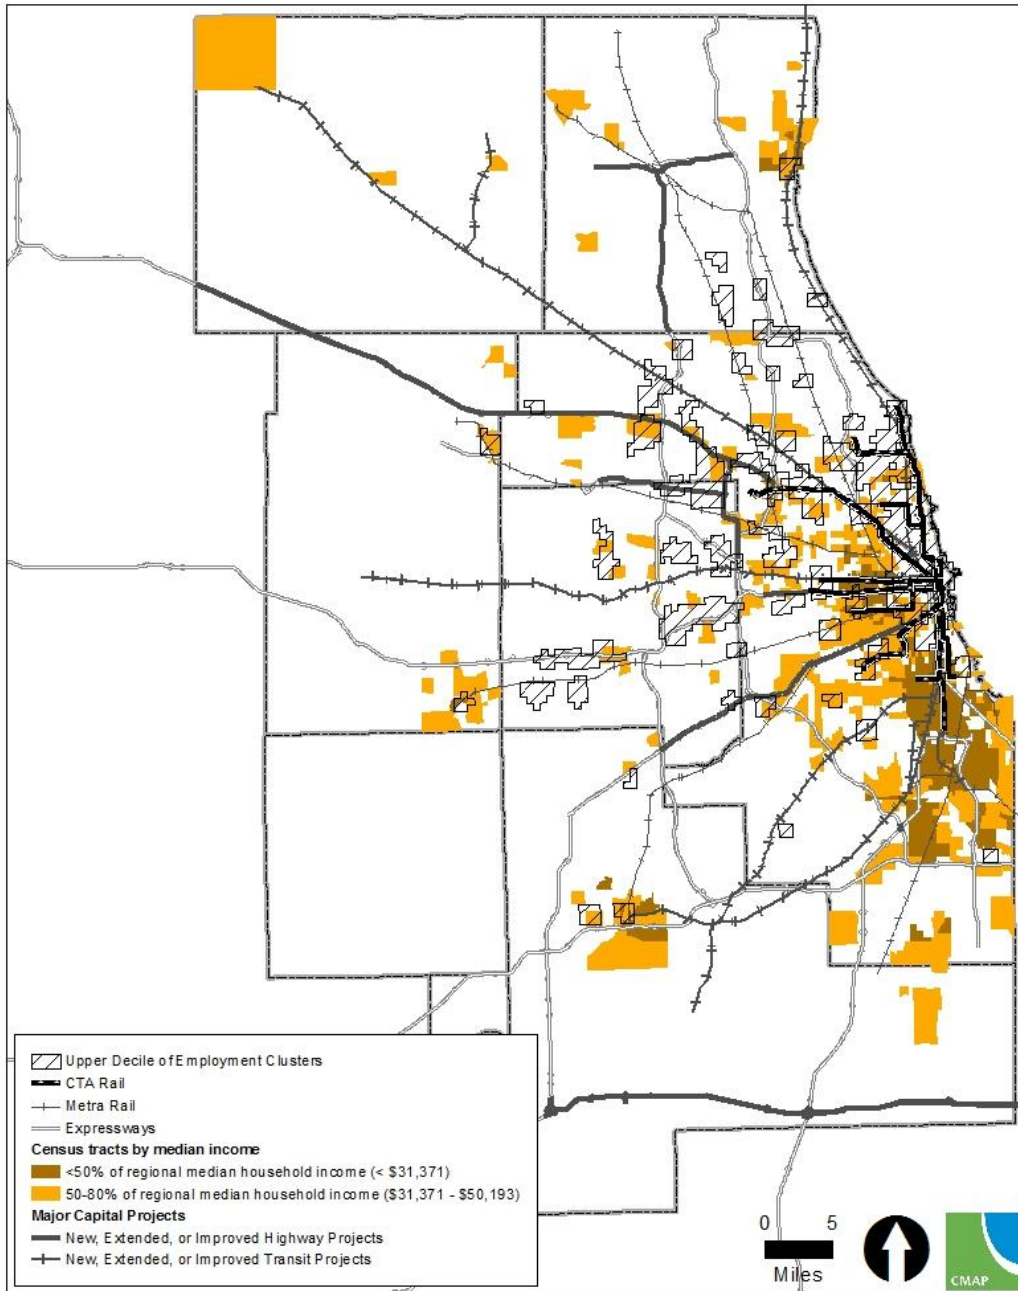 Upper Decile of Employment Clusters
CTA Rail
Metra Rail
Expressways
Census tracts by median income
<50% of regional median household income (< $31,371)
50-80% of regional median household income ($31,371 - $50,193)
Major Capital Projects
New, Extended, or Improved Highway Projects
New, Extended, or Improved Transit Projects
0 5
Miles
CMAP